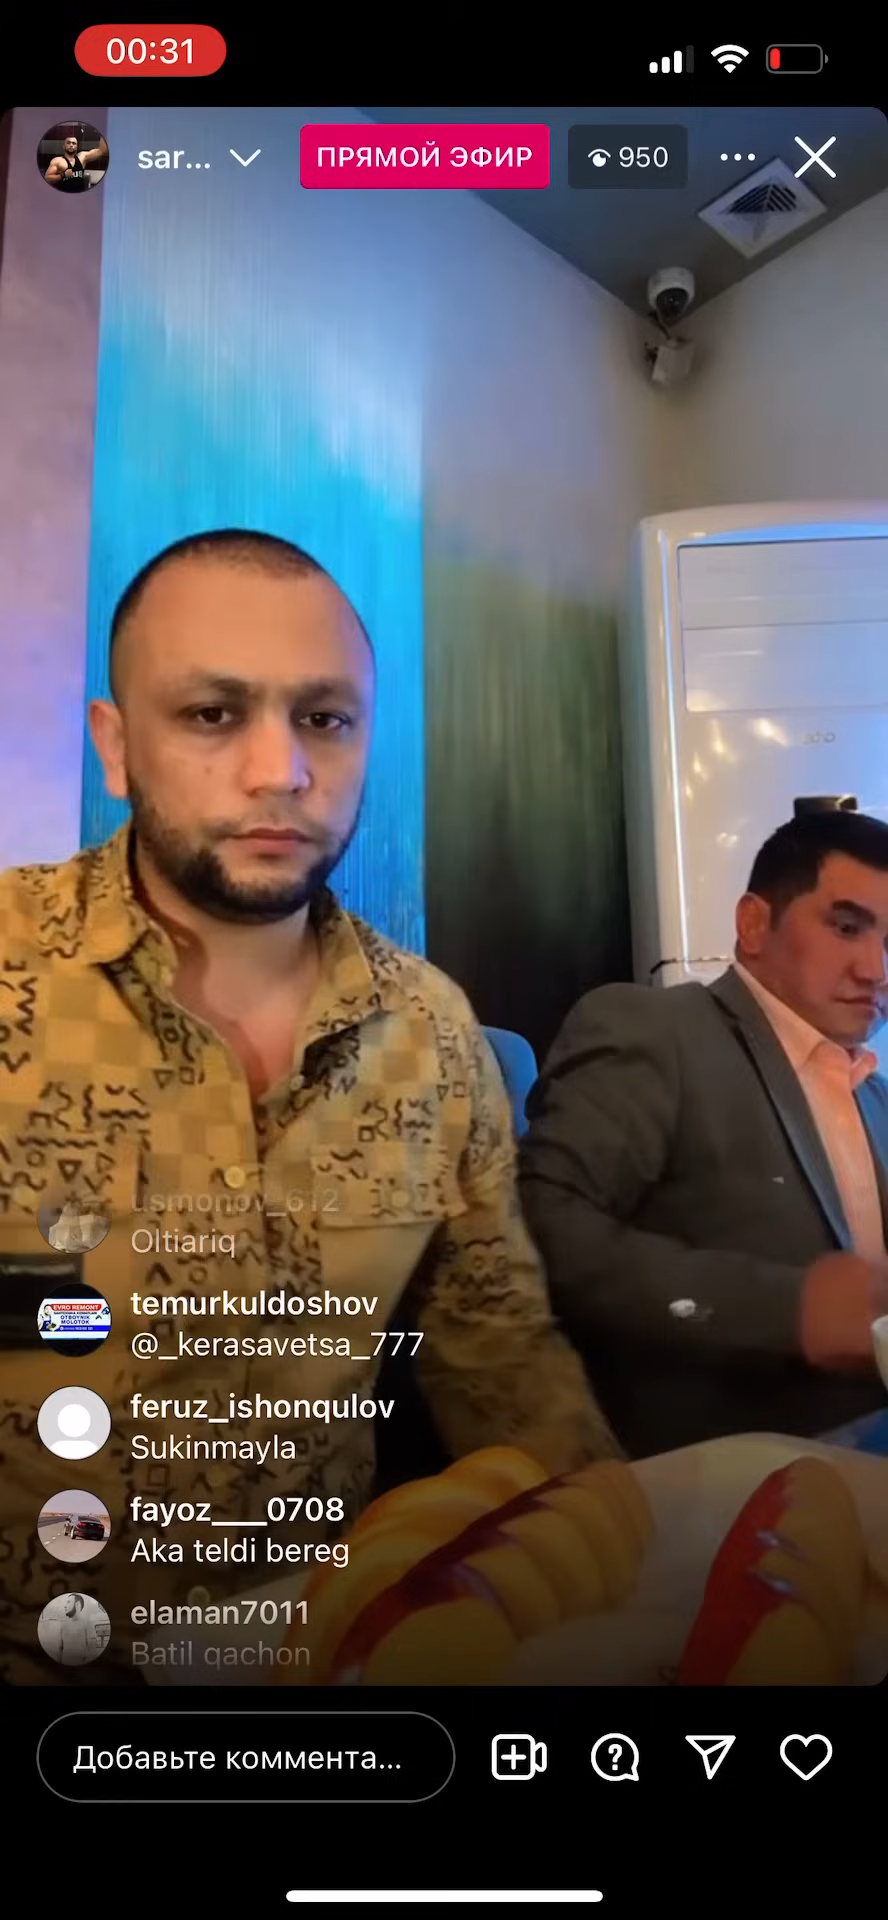 00:31
sar...
ПРЯМОЙ ЭФИР
950
usmonov_612
Oltiariq
temurkuldoshov
@_kerasavetsa_777
feruz_ishonqulov
Sukinmayla
fayoz___0708
Aka teldi bereg
elaman7011
Batil qachon
Добавьте коммента...